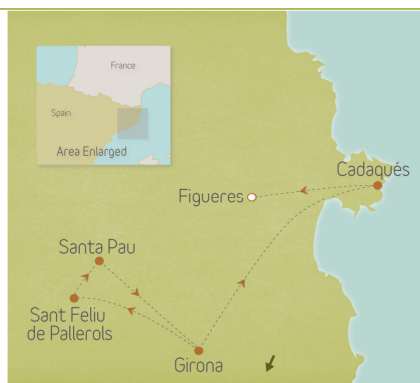 France
Spain
Area Enlarged
Cadaqués
Figueres
Santa Pau
Sant Feliu
de Pallerols
Girona